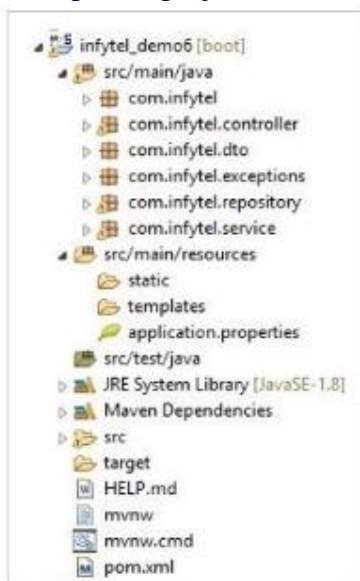 infytel_demo6 [boot]
src/main/java
com.infytel
com.infytel.controller
com.infytel.dto
com.infytel.exceptions
com.infytel.repository
com.infytel.service
src/main/resources
static
templates
application.properties
src/test/java
JRE System Library [JavaSE-1.8]
Maven Dependencies
src
target
HELP.md
mvnw
mvnw.cmd
pom.xml